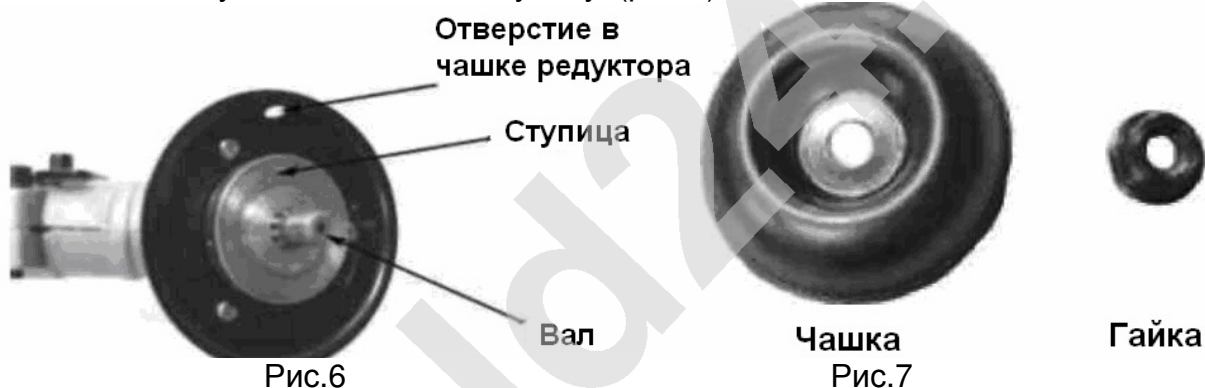 Отверстие в
чашке редуктора
Ступица
Вал
Чашка
Гайка
Рис.6
Рис.7